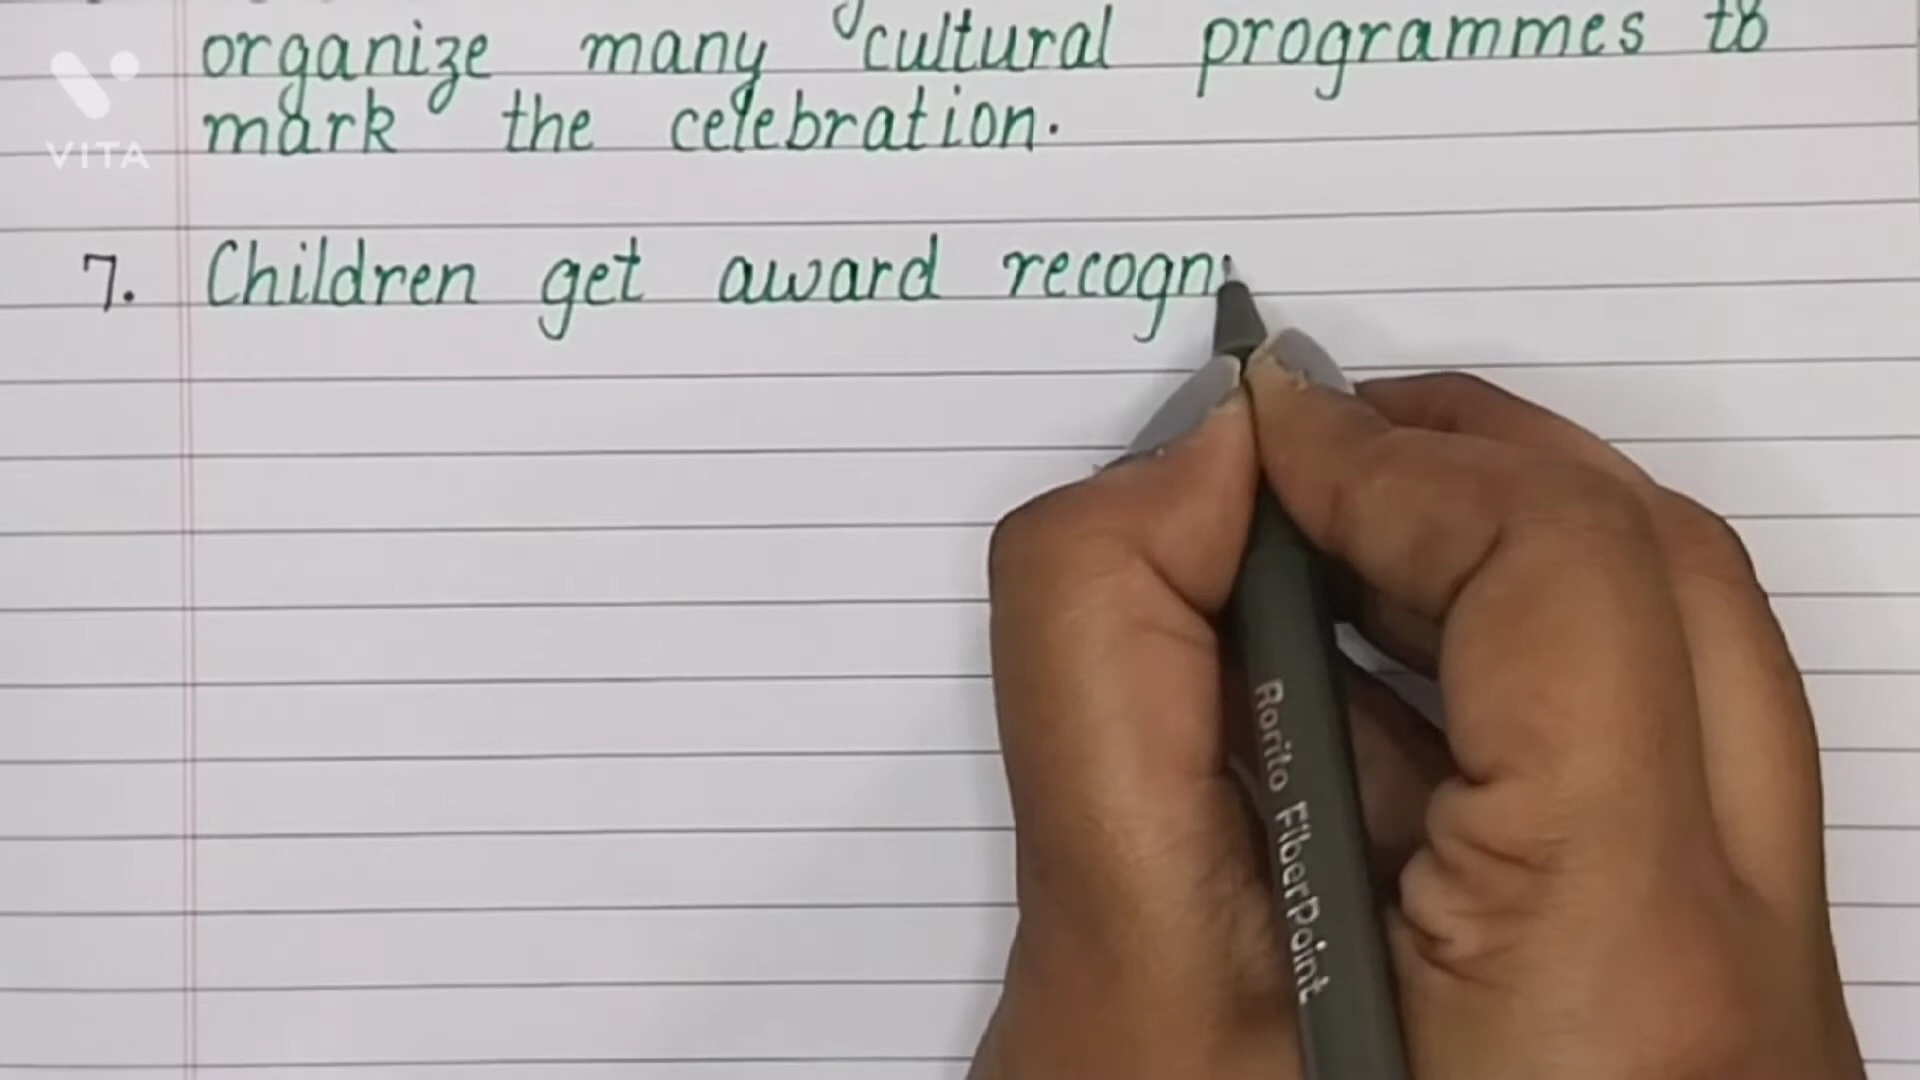 organize many cultural programmes to
mark the celebration.
7. Children get award recogn
VITA
Rorito FiberPoint